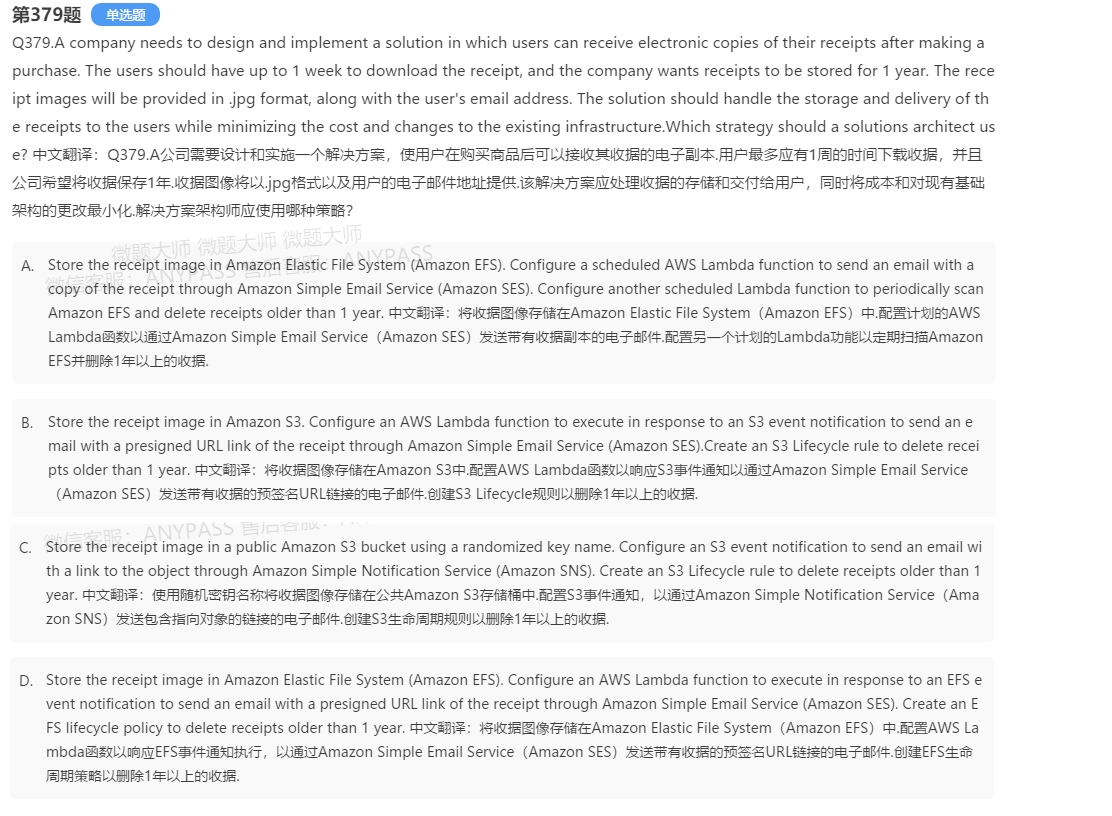 第379题 单选题
Q379.A company needs to design and implement a solution in which users can receive electronic copies of their receipts after making a
purchase. The users should have up to 1 week to download the receipt, and the company wants receipts to be stored for 1 year. The rece
ipt images will be provided in .jpg format, along with the user's email address. The solution should handle the storage and delivery of th
e receipts to the users while minimizing the cost and changes to the existing infrastructure.Which strategy should a solutions architect us
e? 中文翻译：Q379.A公司需要设计和实施一个解决方案，使用户在购买商品后可以接收其收据的电子副本.用户最多应有1周的时间下载收据，并且
公司希望将收据保存1年.收据图像将以.jpg格式以及用户的电子邮件地址提供.该解决方案应处理收据的存储和交付给用户，同时将成本和对现有基础
架构的更改最小化.解决方案架构师应使用哪种策略?
微题大师 微题大师 微题大师
微信客服：ANYPASS 售后客服：ANYPASS
A. Store the receipt image in Amazon Elastic File System (Amazon EFS). Configure a scheduled AWS Lambda function to send an email with a
copy of the receipt through Amazon Simple Email Service (Amazon SES). Configure another scheduled Lambda function to periodically scan
Amazon EFS and delete receipts older than 1 year. 中文翻译：将收据图像存储在Amazon Elastic File System（Amazon EFS）中.配置计划的AWS
Lambda函数以通过Amazon Simple Email Service（Amazon SES）发送带有收据副本的电子邮件.配置另一个计划的Lambda功能以定期扫描Amazon
EFS并删除1年以上的收据.
B. Store the receipt image in Amazon S3. Configure an AWS Lambda function to execute in response to an S3 event notification to send an e
mail with a presigned URL link of the receipt through Amazon Simple Email Service (Amazon SES).Create an S3 Lifecycle rule to delete recei
pts older than 1 year. 中文翻译：将收据图像存储在Amazon S3中.配置AWS Lambda函数以响应S3事件通知以通过Amazon Simple Email Service
（Amazon SES）发送带有收据的预签名URL链接的电子邮件.创建S3 Lifecycle规则以删除1年以上的收据.
微信客服：ANYPASS 售后客服：
C. Store the receipt image in a public Amazon S3 bucket using a randomized key name. Configure an S3 event notification to send an email wi
th a link to the object through Amazon Simple Notification Service (Amazon SNS). Create an S3 Lifecycle rule to delete receipts older than 1
year. 中文翻译：使用随机密钥名称将收据图像存储在公共Amazon S3存储桶中.配置S3事件通知，以通过Amazon Simple Notification Service（Ama
zon SNS）发送包含指向对象的链接的电子邮件.创建S3生命周期规则以删除1年以上的收据.
D. Store the receipt image in Amazon Elastic File System (Amazon EFS). Configure an AWS Lambda function to execute in response to an EFS e
vent notification to send an email with a presigned URL link of the receipt through Amazon Simple Email Service (Amazon SES). Create an E
FS lifecycle policy to delete receipts older than 1 year. 中文翻译：将收据图像存储在Amazon Elastic File System（Amazon EFS）中.配置AWS La
mbda函数以响应EFS事件通知执行，以通过Amazon Simple Email Service（Amazon SES）发送带有收据的预签名URL链接的电子邮件.创建EFS生命
周期策略以删除1年以上的收据.